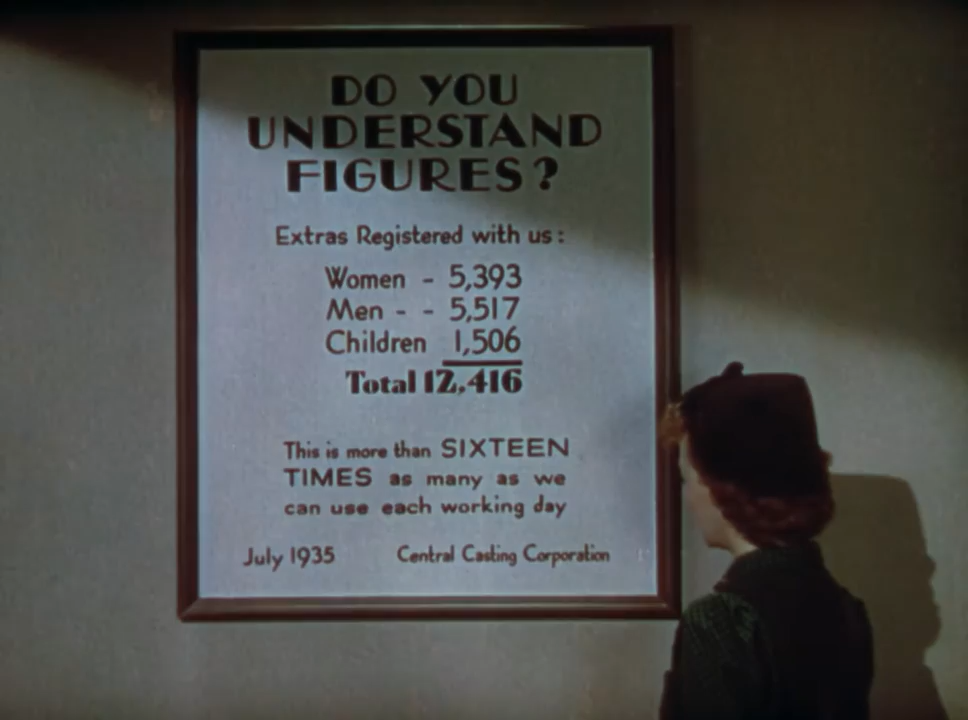 DO YOU
UNDERSTAND
FIGURES?
Extras Registered with us:
Women - 5,393
Men - - 5,517
Children 1,506
Total 12,416
This is more than SIXTEEN
TIMES as many as we
can use each working day
July 1935 Central Casting Corporation